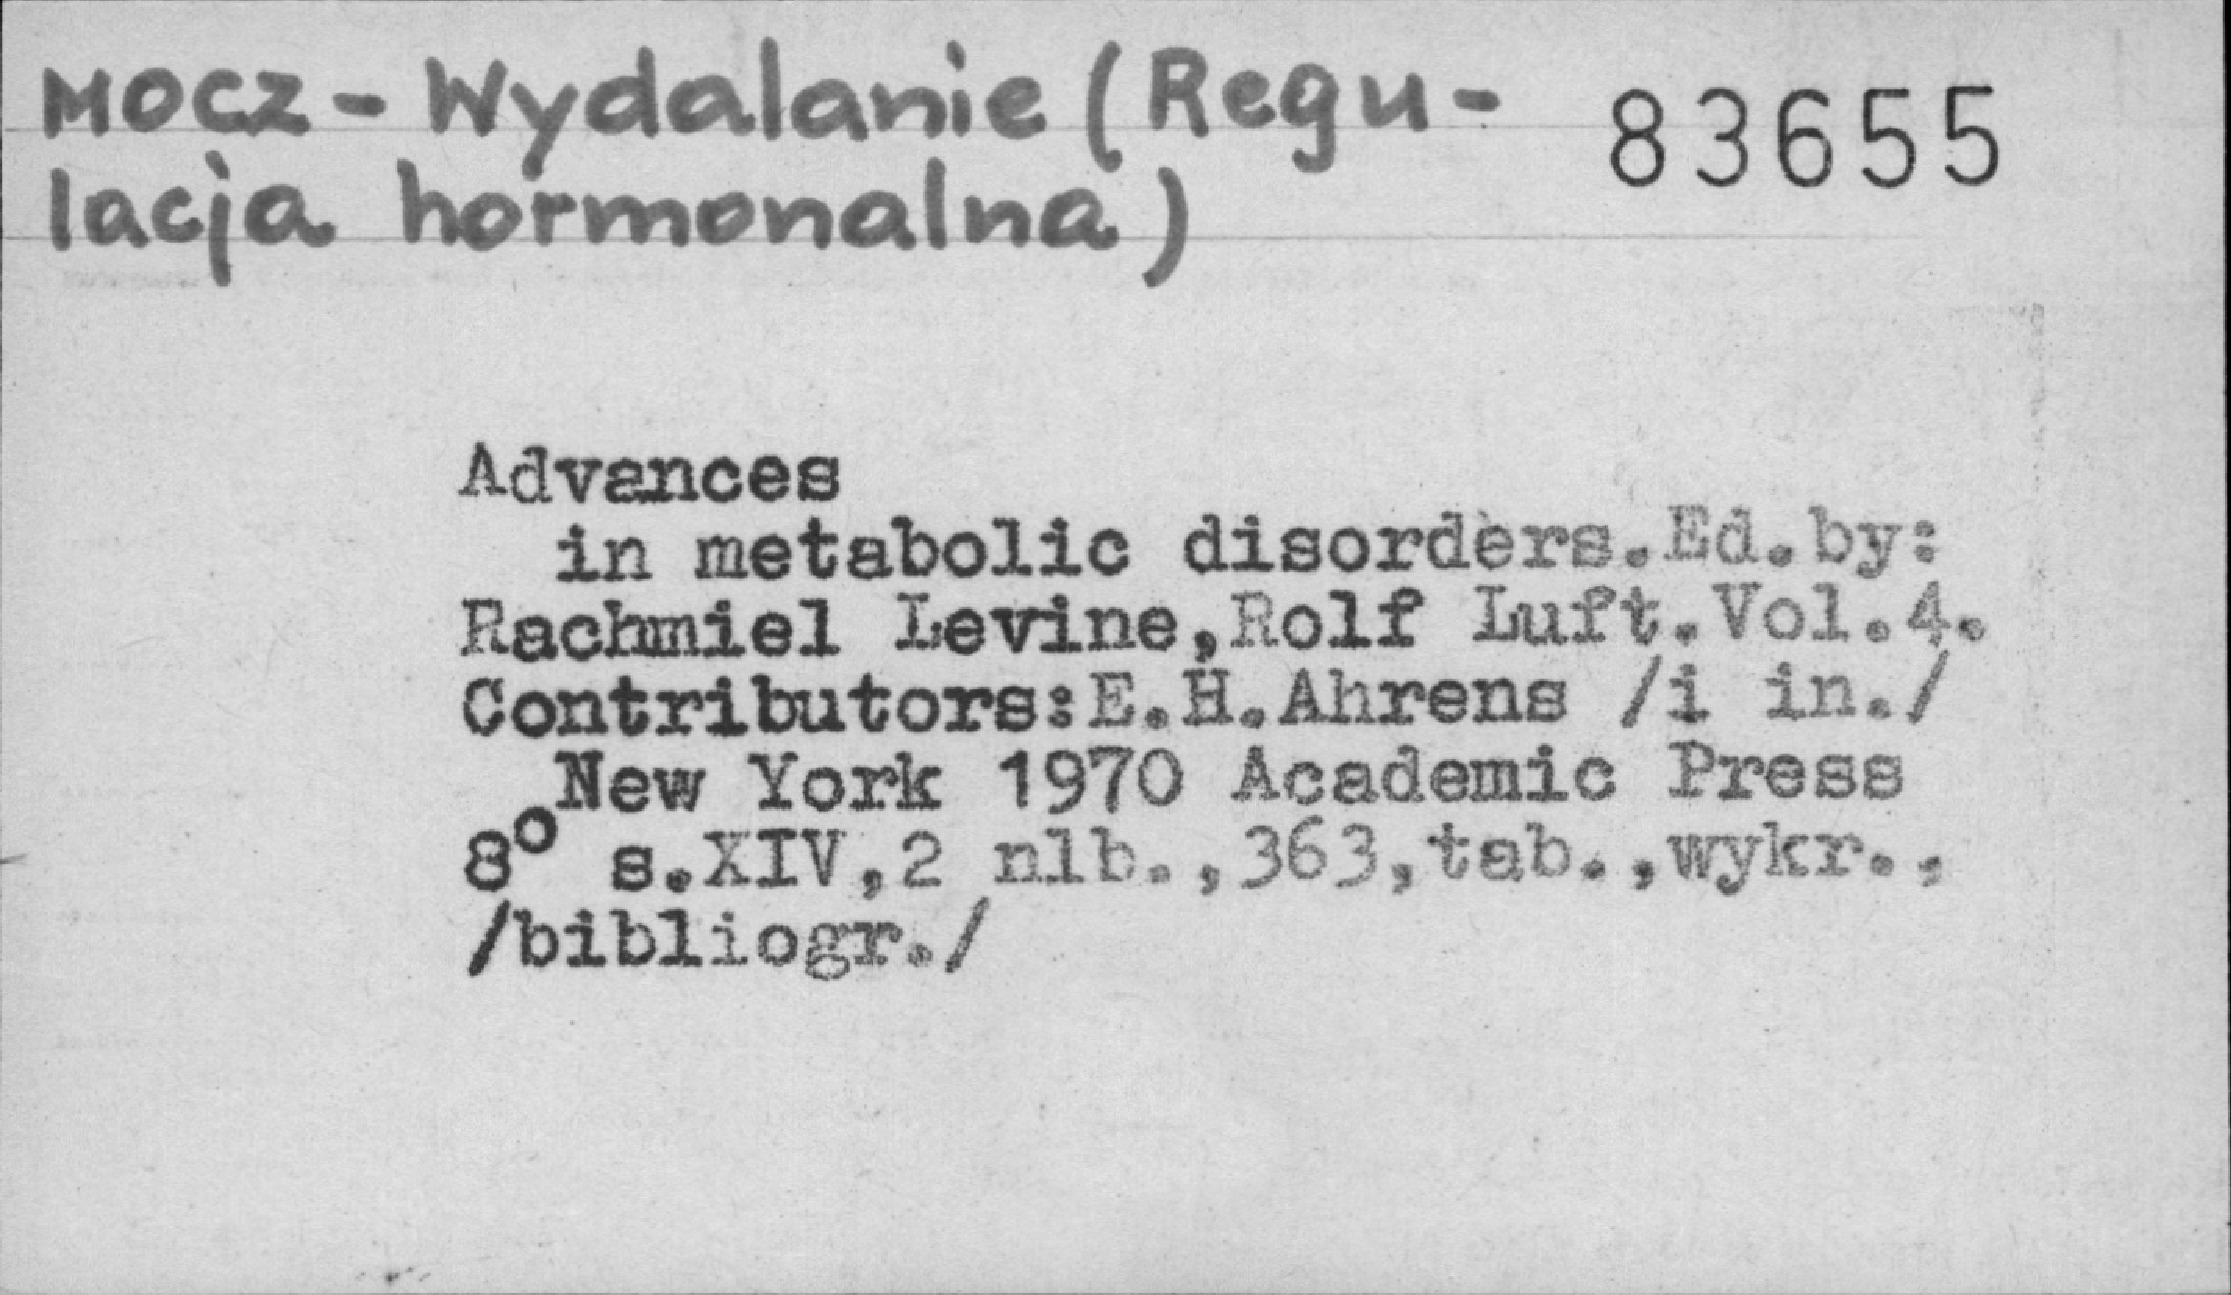 MOCZ - Wydalanie (Regu-
lacja hormonalna)
83655
Advances
in metabolic disorders.Ed.by:
Rachmiel Levine,Rolf Luft.Vol.4.
Contributors:E.H.Ahrens /i in./
New York 1970 Academic Press
8° s.XIV,2 nlb.,363,tab.,wykr.,
/bibliogr./